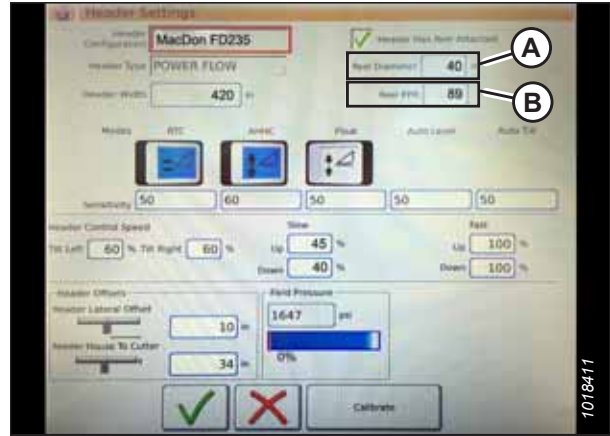 Header Settings
Header Configuration MacDon FD235
Header Has Reel Attached
A
Header Type POWER FLOW
Reel Diameter 40 in
Header Width 420 in
Reel PPR 89
B
Modes RTC AHHC Float Auto Level Auto Tilt
Sensitivity 50 60 50 50 50
Header Control Speed Slow Fast
Tilt Left 60 % Tilt Right 60 % Up 45 % Up 100 %
Down 40 % Down 100 %
Header Offsets Field Pressure
Header Lateral Offset 1647 psi
10 in
Header House To Cutter 0%
34 in
Calibrate
1018411